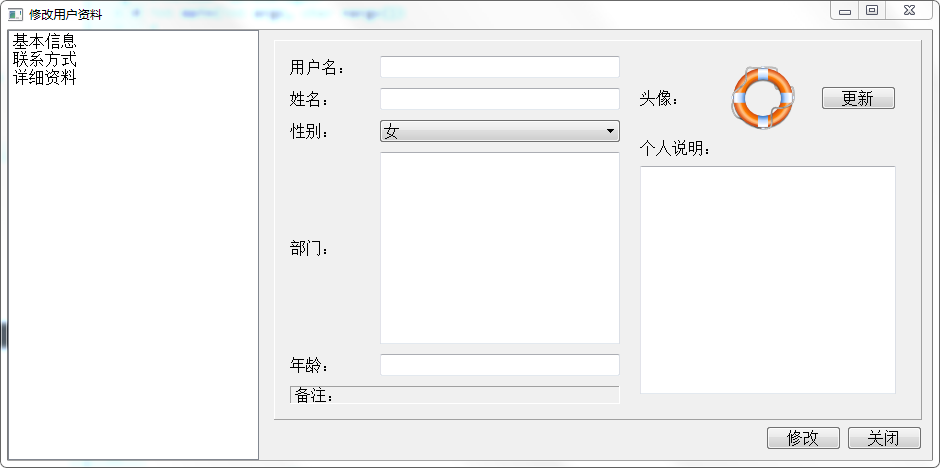 修改用户资料
基本信息
联系方式
详细资料
用户名：
姓名：
性别：
女
部门：
年龄：
备注：
头像：
更新
个人说明：
修改
关闭